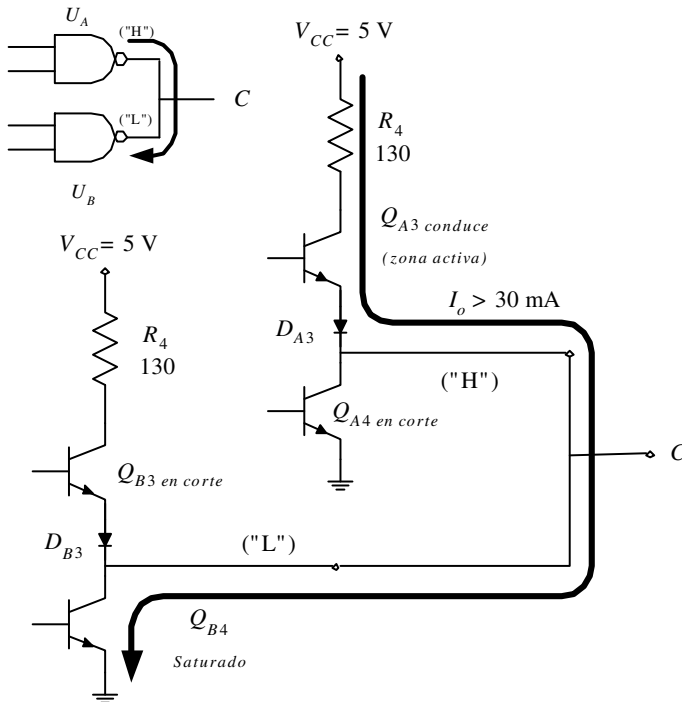 U_A
("H")
C
("L")
U_B
V_CC = 5 V
R_4
130
Q_A3 conduce
(zona activa)
I_o > 30 mA
D_A3
("H")
Q_A4 en corte
C
V_CC = 5 V
R_4
130
Q_B3 en corte
D_B3
("L")
Q_B4
Saturado